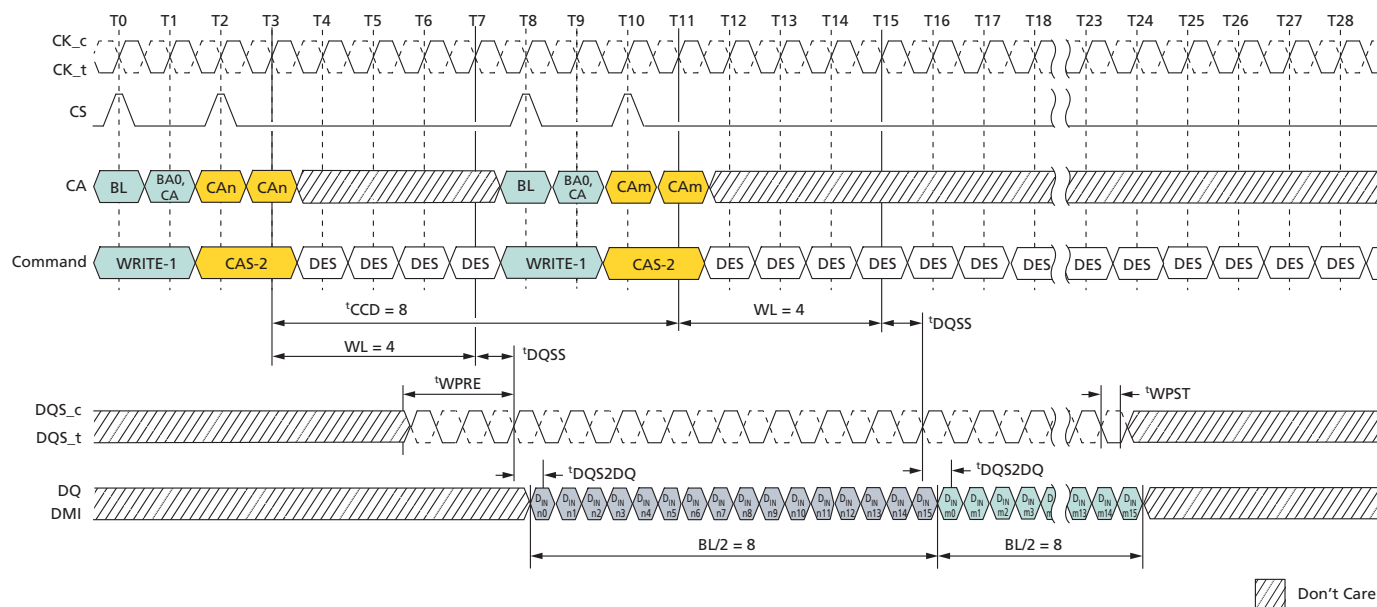 T0 T1 T2 T3 T4 T5 T6 T7 T8 T9 T10 T11 T12 T13 T14 T15 T16 T17 T18 T23 T24 T25 T26 T27 T28
CK_c
CK_t
CS
CA BL BA0, CA CAn CAn BL BA0, CA CAm CAm
Command WRITE-1 CAS-2 DES DES DES DES WRITE-1 CAS-2 DES DES DES DES DES DES DES DES DES DES DES DES DES
tCCD = 8 WL = 4 tDQSS
WL = 4 tDQSS
tWPRE tWPST
DQS_c
DQS_t
tDQS2DQ tDQS2DQ
DQ
DMI
DIN n0 DIN n1 DIN n2 DIN n3 DIN n4 DIN n5 DIN n6 DIN n7 DIN n8 DIN n9 DIN n10 DIN n11 DIN n12 DIN n13 DIN n14 DIN n15 DIN m0 DIN m1 DIN m2 DIN m3 DIN m13 DIN m14 DIN m15
BL/2 = 8 BL/2 = 8
Don't Care